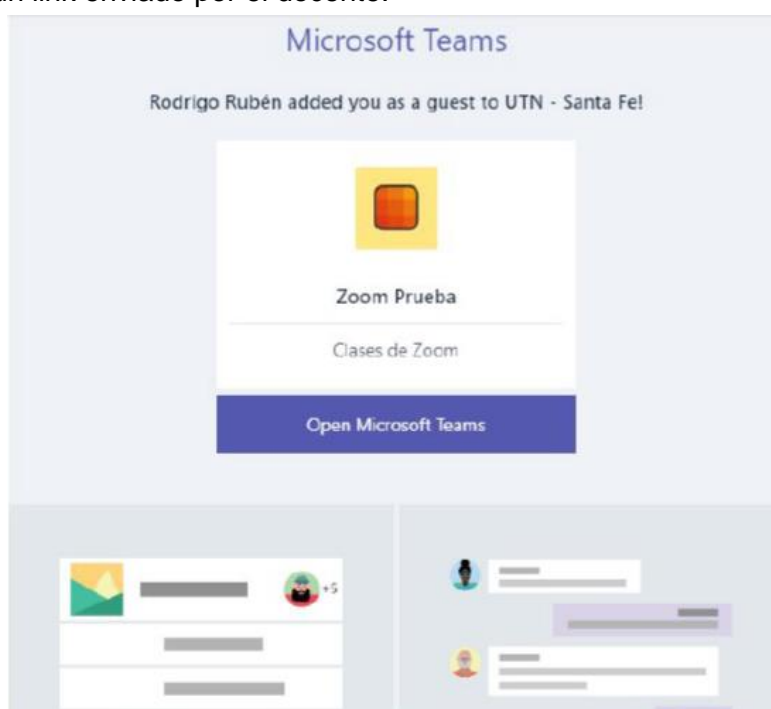 un link enviado por el docente.
Microsoft Teams
Rodrigo Rubén added you as a guest to UTN - Santa Fe!
Zoom Prueba
Clases de Zoom
Open Microsoft Teams
+5